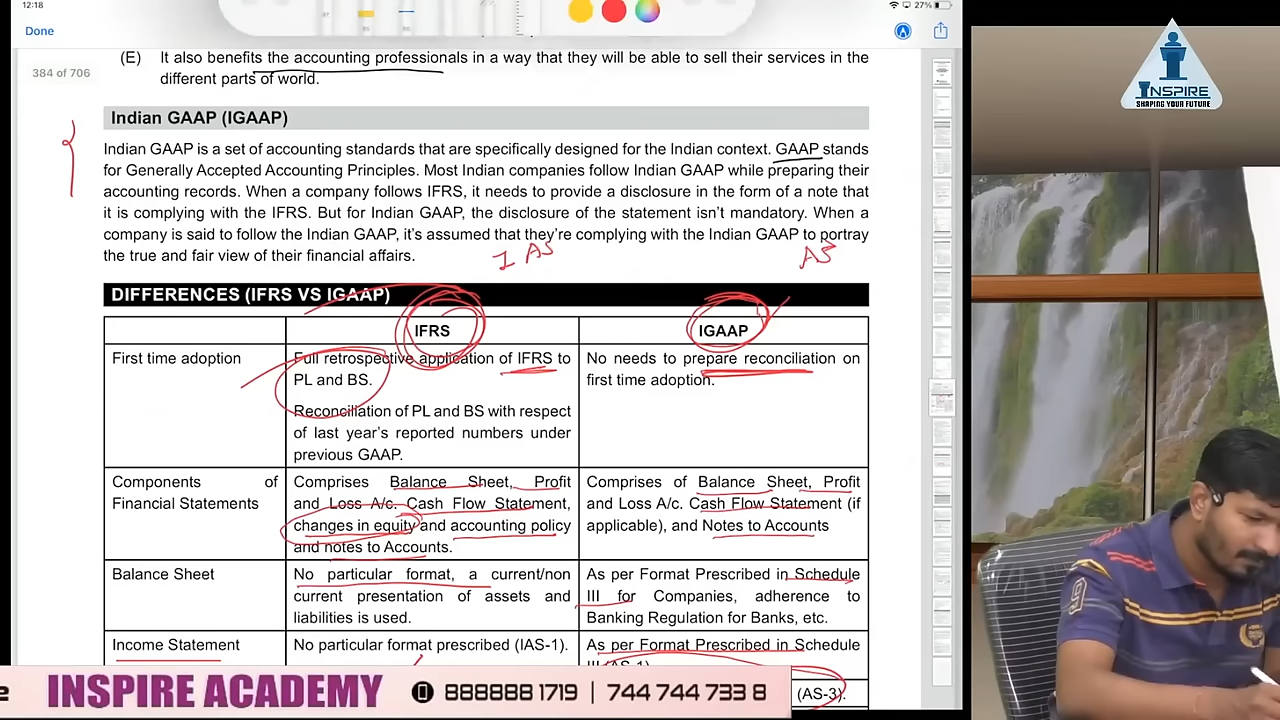 12:18
27%
Done
384 of 706
(E) It also benefits the accounting professionals in a way that they will be able to sell their services in the
different parts of world.
Indian GAAP (IGAAP)
Indian GAAP is a set of accounting standards that are specifically designed for the Indian context. GAAP stands
for Generally Accepted Accounting Principles. Most Indian companies follow Indian GAAP while preparing their
accounting records. When a company follows IFRS, it needs to provide a disclosure in the form of a note that
it is complying with the IFRS. But for Indian GAAP, the disclosure of the statement isn't mandatory. When a
company is said to follow the Indian GAAP, it's assumed that they're complying with the Indian GAAP to portray
the true and fair view of their financial affairs.
I AS
AS
DIFFERENCE (IFRS VS IGAAP)
IFRS
IGAAP
First time adoption
Full retrospective application of IFRS to
PL and BS.
Reconciliation of PL and BS with respect
of last year's reported numbers under
previous GAAP.
No needs to prepare reconciliation on
first time adoption.
Components of
Financial Statements
Comprises Balance Sheet, Profit
and Loss A/c. Cash Flow Statement,
changes in equity and accounting policy
and notes to Accounts.
Comprises of Balance Sheet, Profit
and Loss A/c. Cash Flow Statement (if
applicable), and Notes to Accounts
Balance Sheet
No particular format, a current/non
current presentation of assets and
liabilities is used.
As per Format Prescribed in Schedule
III for Companies, adherence to
Banking Regulation for Banks, etc.
Income Statement
No particular format prescribed (IAS-1).
As per Format Prescribed in Schedule
III (AS-1)
(AS-3).
INSPIRE
SHAPING YOUR FUTURE
9
INSPIRE ACADEMY
888888 1719 | 744 744 733 8